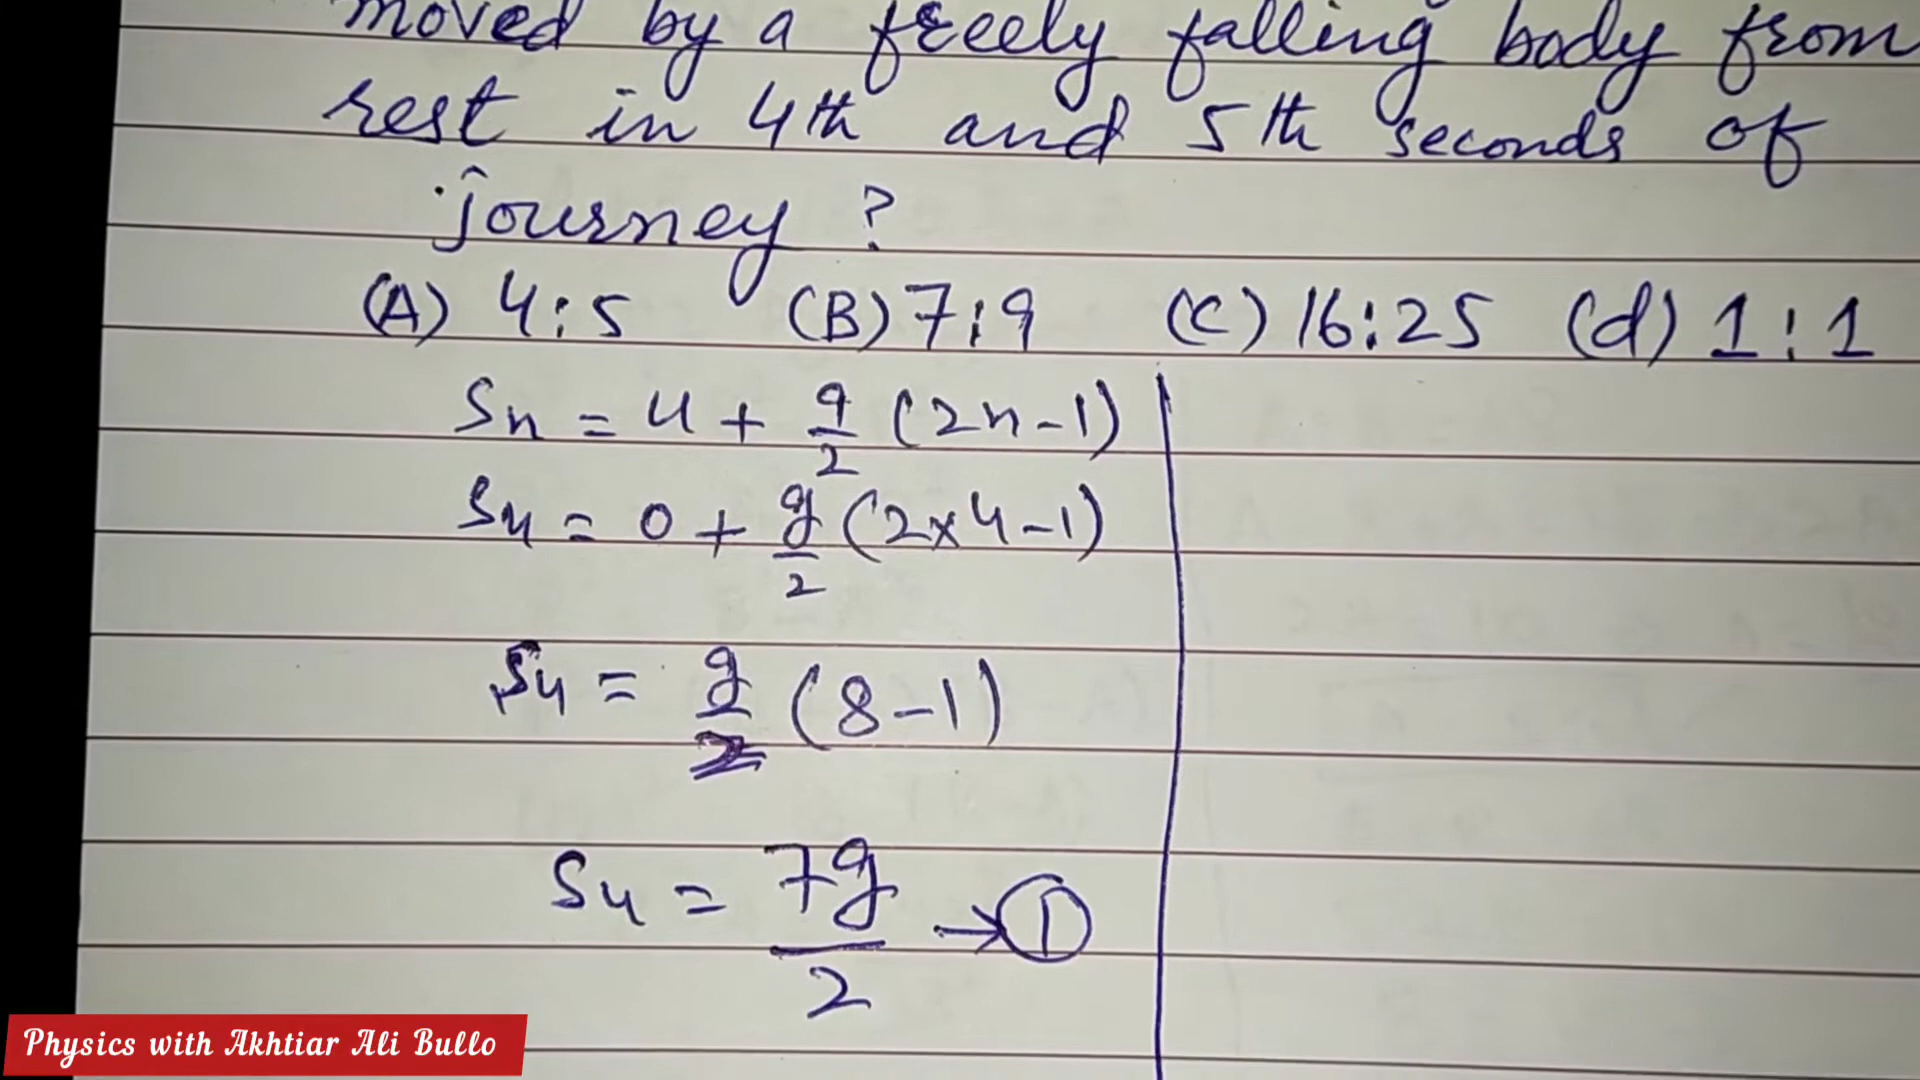 moved by a freely falling body from
rest in 4th and 5th seconds of
journey ?
(A) 4:5 (B) 7:9 (C) 16:25 (d) 1:1
Sn = u + a/2 (2n-1)
S4 = 0 + g/2 (2x4-1)
S4 = g/2 (8-1)
S4 = 7g/2 → ①
Physics with Akhtiar Ali Bullo